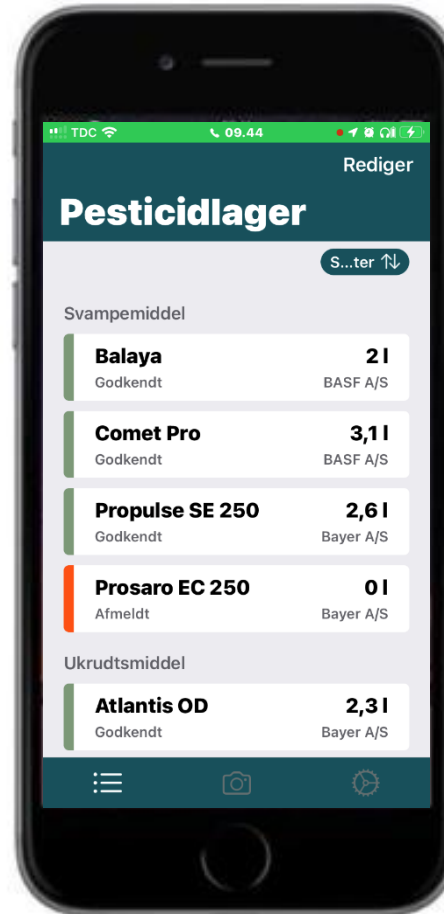 TDC 09.44
Rediger
Pesticidlager
S...ter
Svampemiddel
Balaya 2 l
Godkendt BASF A/S
Comet Pro 3,1 l
Godkendt BASF A/S
Propulse SE 250 2,6 l
Godkendt Bayer A/S
Prosaro EC 250 0 l
Afmeldt Bayer A/S
Ukrudtsmiddel
Atlantis OD 2,3 l
Godkendt Bayer A/S